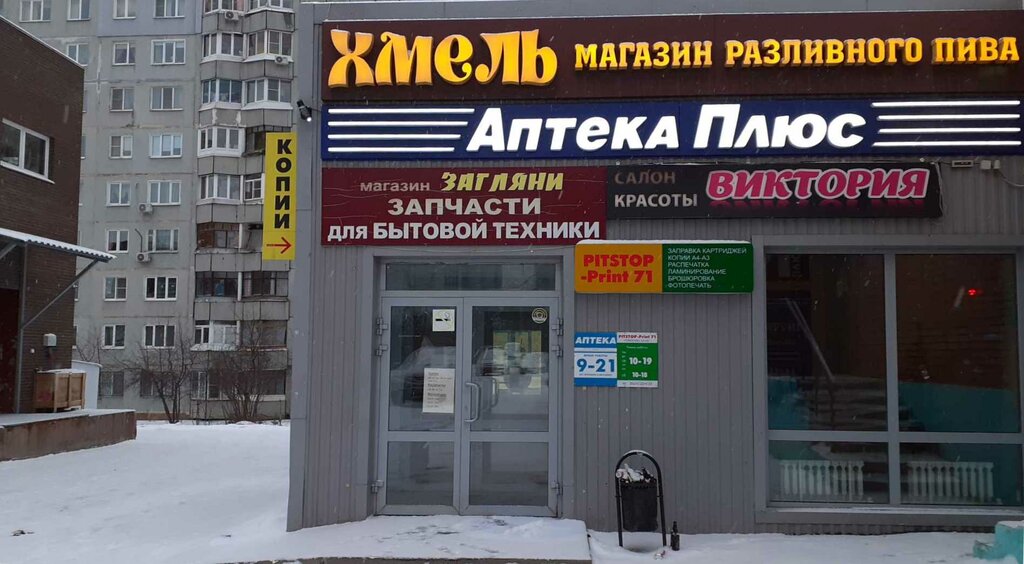 ХМЕЛЬ МАГАЗИН РАЗЛИВНОГО ПИВА
АПТЕКА ПЛЮС
КОПИИ
магазин ЗАГЛЯНИ
ЗАПЧАСТИ
для БЫТОВОЙ ТЕХНИКИ
САЛОН
КРАСОТЫ
ВИКТОРИЯ
PITSTOP
-Print 71
ЗАПРАВКА КАРТРИДЖЕЙ
КОПИИ А4-А3
РАСПЕЧАТКА
ЛАМИНИРОВАНИЕ
БРОШЮРОВКА
ФОТОПЕЧАТЬ
АПТЕКА
9-21
PITSTOP-Print 71
10-19
10-18